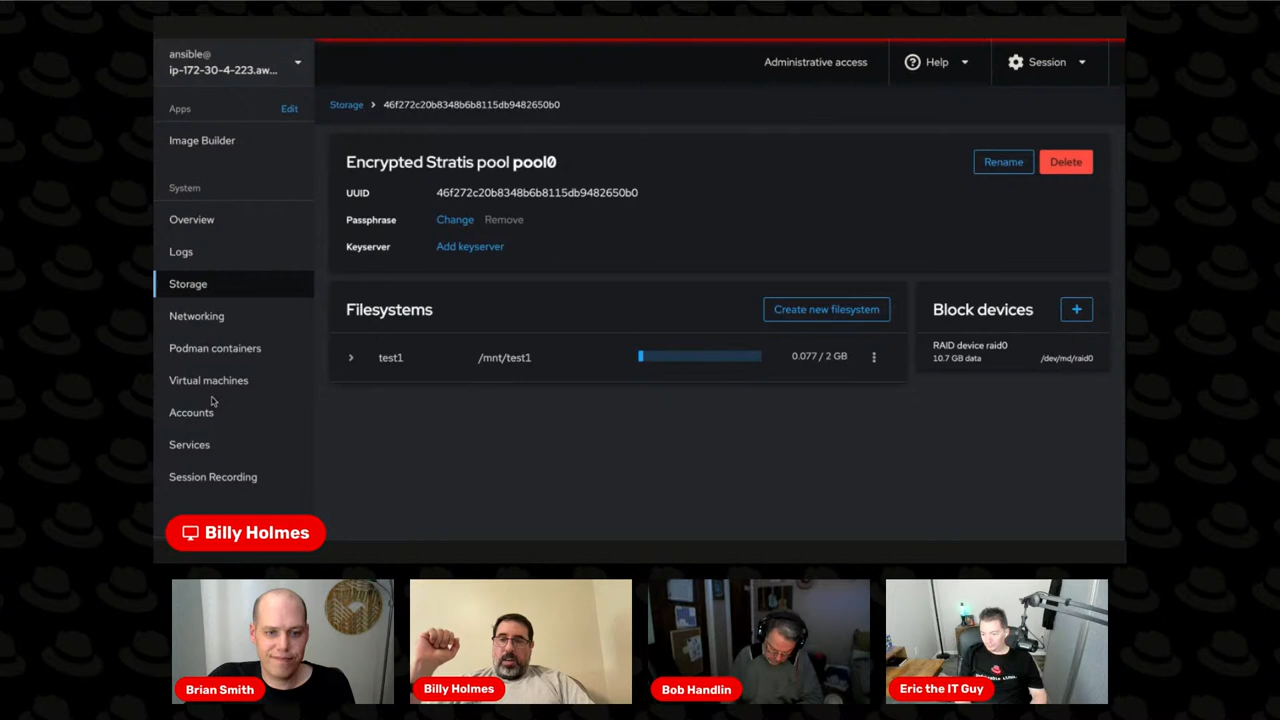 ansible@
ip-172-30-4-223.aw...
Administrative access
Help
Session
Apps
Edit
Storage > 46f272c20b8348b6b8115db9482650b0
Image Builder
Encrypted Stratis pool pool0
Rename
Delete
System
UUID
46f272c20b8348b6b8115db9482650b0
Overview
Passphrase
Change
Remove
Keyserver
Add keyserver
Logs
Storage
Networking
Podman containers
Virtual machines
Accounts
Services
Session Recording
Filesystems
Create new filesystem
test1
/mnt/test1
0.077 / 2 GB
Block devices
+
RAID device raid0
10.7 GB data
/dev/md/raid0
Billy Holmes
Brian Smith
Billy Holmes
Bob Handlin
Eric the IT Guy